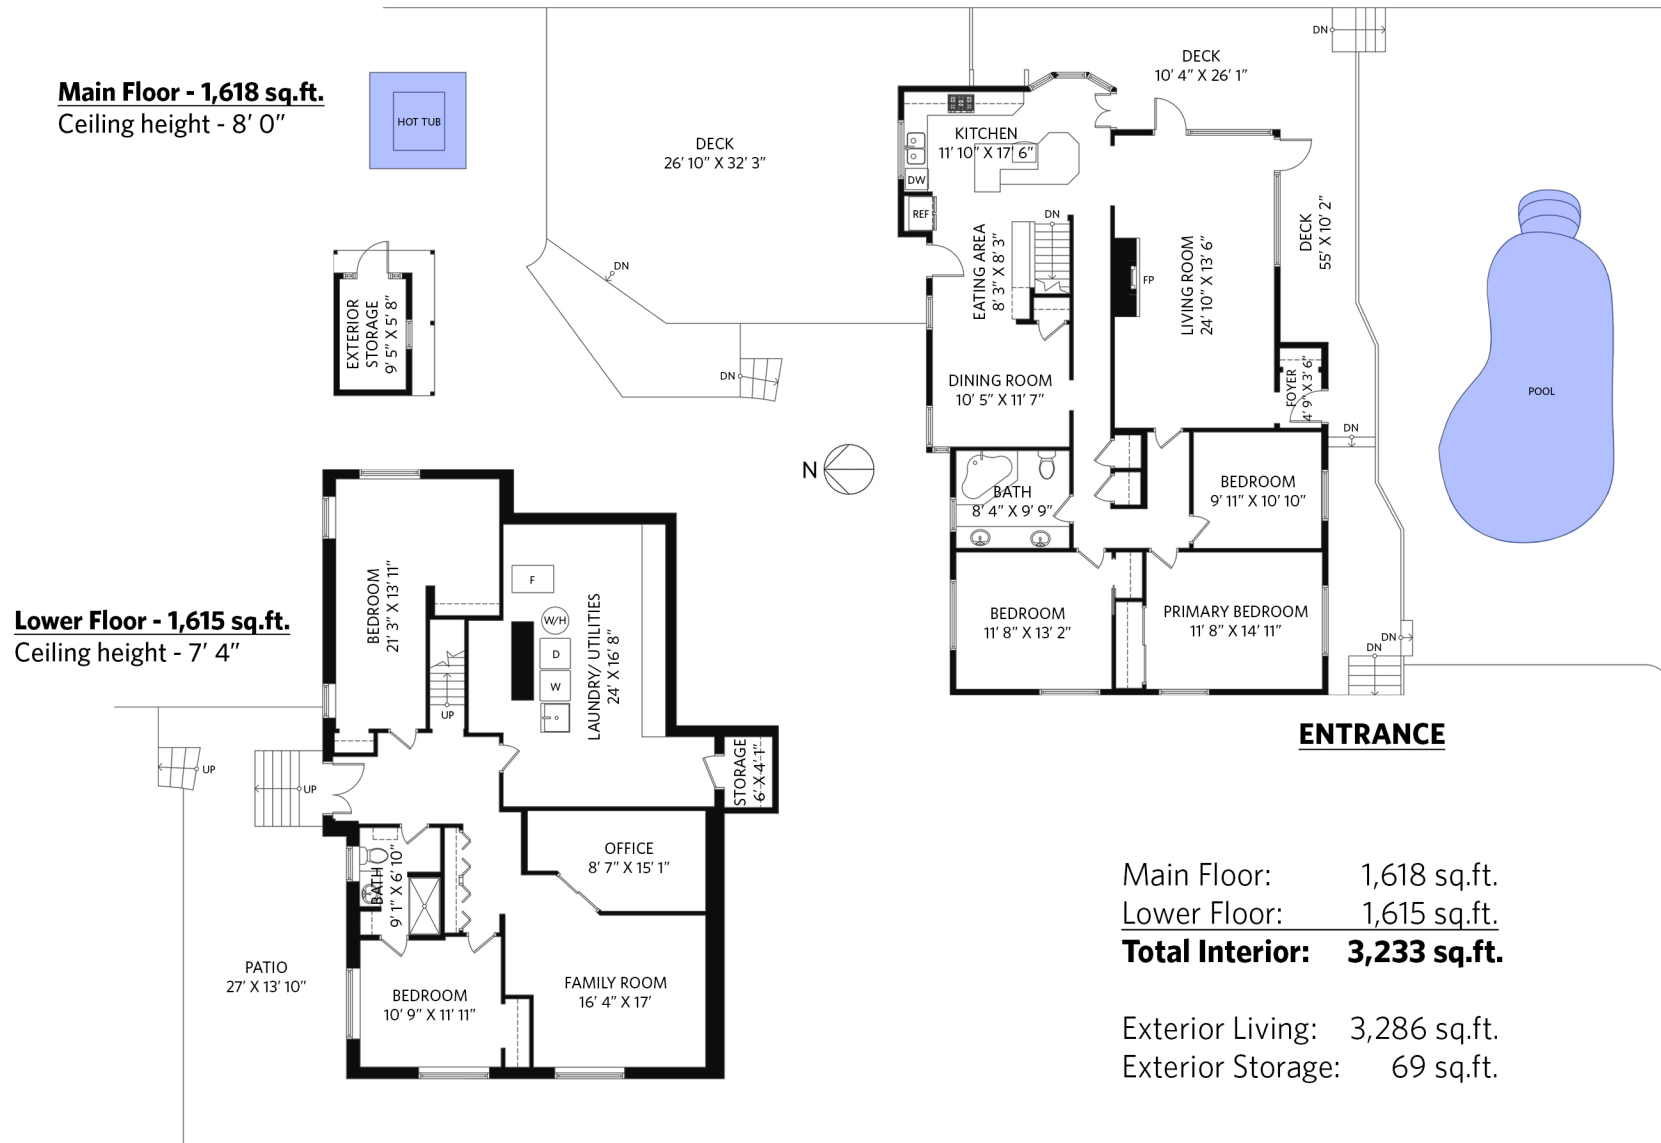 Main Floor - 1,618 sq.ft.
Ceiling height - 8' 0"
HOT TUB
DECK
26' 10" X 32' 3"
DN
DN
EXTERIOR
STORAGE
9' 5" X 5' 8"
DECK
10' 4" X 26' 1"
DN
KITCHEN
11' 10" X 17' 6"
DW
REF
DN
EATING AREA
8' 3" X 8' 3"
FP
LIVING ROOM
24' 10" X 13' 6"
DECK
55' X 10' 2"
FOYER
4' 9" X 3' 6"
DN
POOL
DINING ROOM
10' 5" X 11' 7"
N
BATH
8' 4" X 9' 9"
BEDROOM
9' 11" X 10' 10"
BEDROOM
11' 8" X 13' 2"
PRIMARY BEDROOM
11' 8" X 14' 11"
DN
DN
ENTRANCE
Lower Floor - 1,615 sq.ft.
Ceiling height - 7' 4"
BEDROOM
21' 3" X 13' 11"
F
W/H
D
W
LAUNDRY/ UTILITIES
24' X 16' 8"
UP
UP
UP
STORAGE
6' X 4' 1"
OFFICE
8' 7" X 15' 1"
BATH
9' 1" X 6' 10"
PATIO
27' X 13' 10"
BEDROOM
10' 9" X 11' 11"
FAMILY ROOM
16' 4" X 17'
Main Floor: 1,618 sq.ft.
Lower Floor: 1,615 sq.ft.
Total Interior: 3,233 sq.ft.
Exterior Living: 3,286 sq.ft.
Exterior Storage: 69 sq.ft.